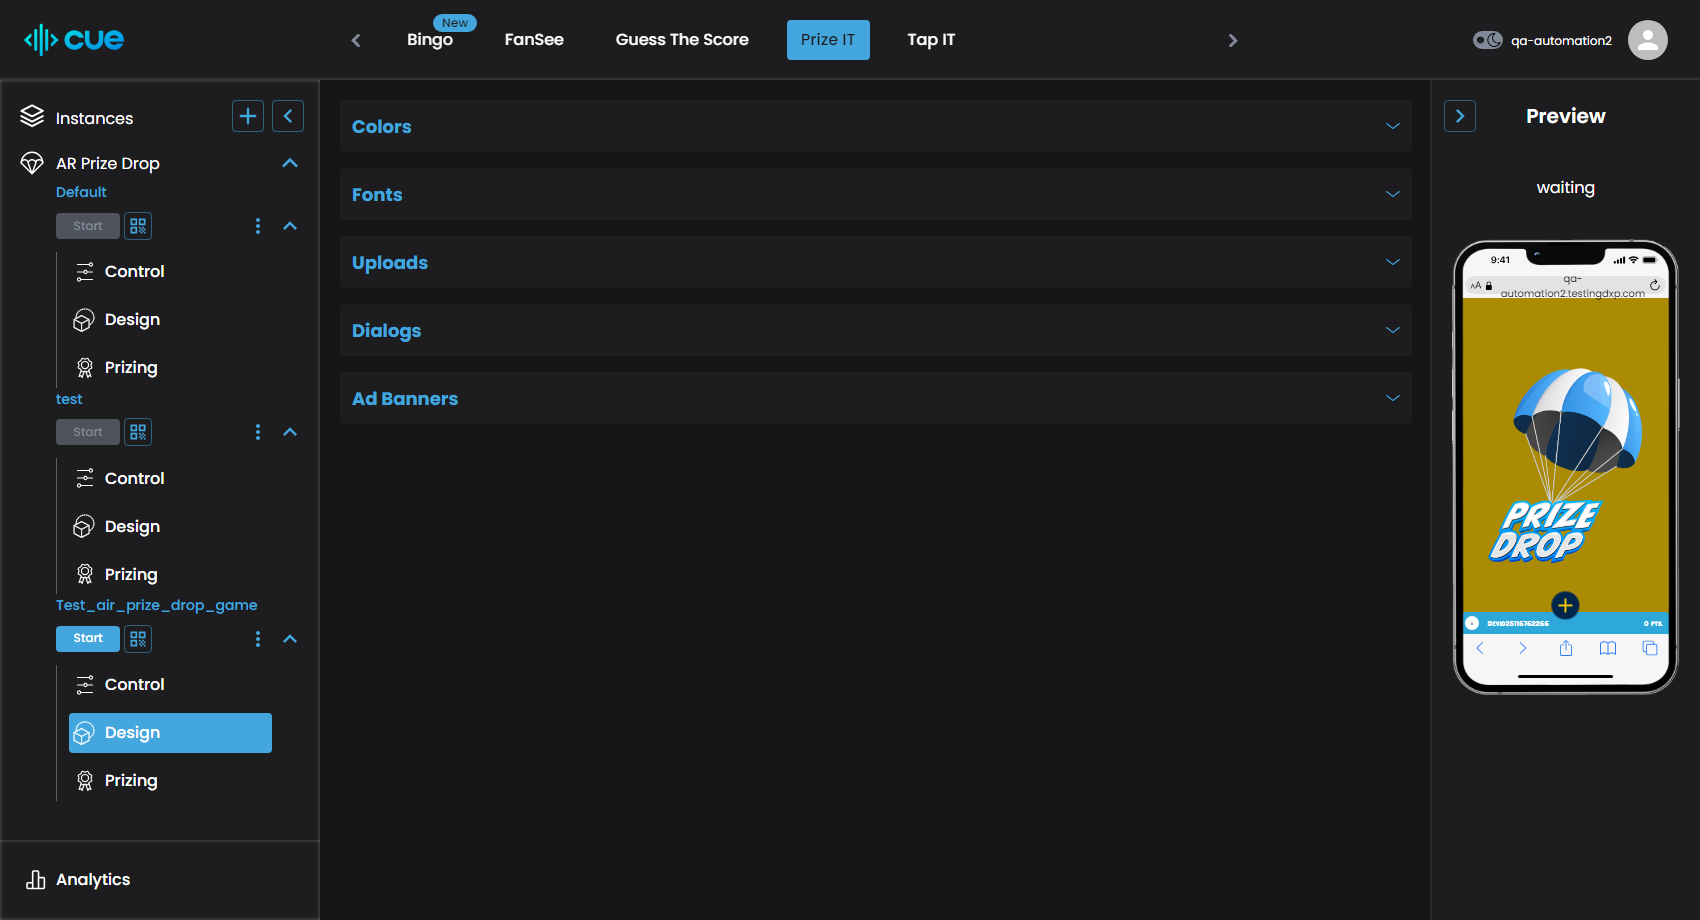 cue
New
Bingo
FanSee
Guess The Score
Prize IT
Tap IT
qa-automation2
Instances
AR Prize Drop
Default
Start
Control
Design
Prizing
test
Start
Control
Design
Prizing
Test_air_prize_drop_game
Start
Control
Design
Prizing
Analytics
Colors
Fonts
Uploads
Dialogs
Ad Banners
Preview
waiting
9:41
AA
qa-
automation2.testingdxp.com
PRIZE
DROP
0 PTS.